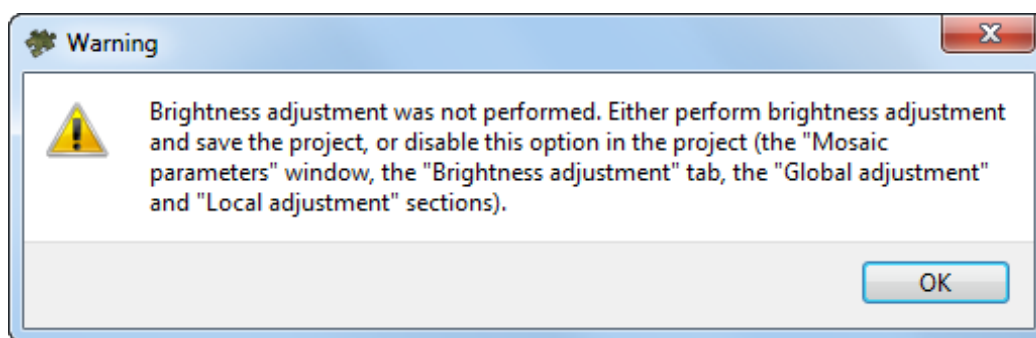 Warning
Brightness adjustment was not performed. Either perform brightness adjustment
and save the project, or disable this option in the project (the "Mosaic
parameters" window, the "Brightness adjustment" tab, the "Global adjustment"
and "Local adjustment" sections).
OK